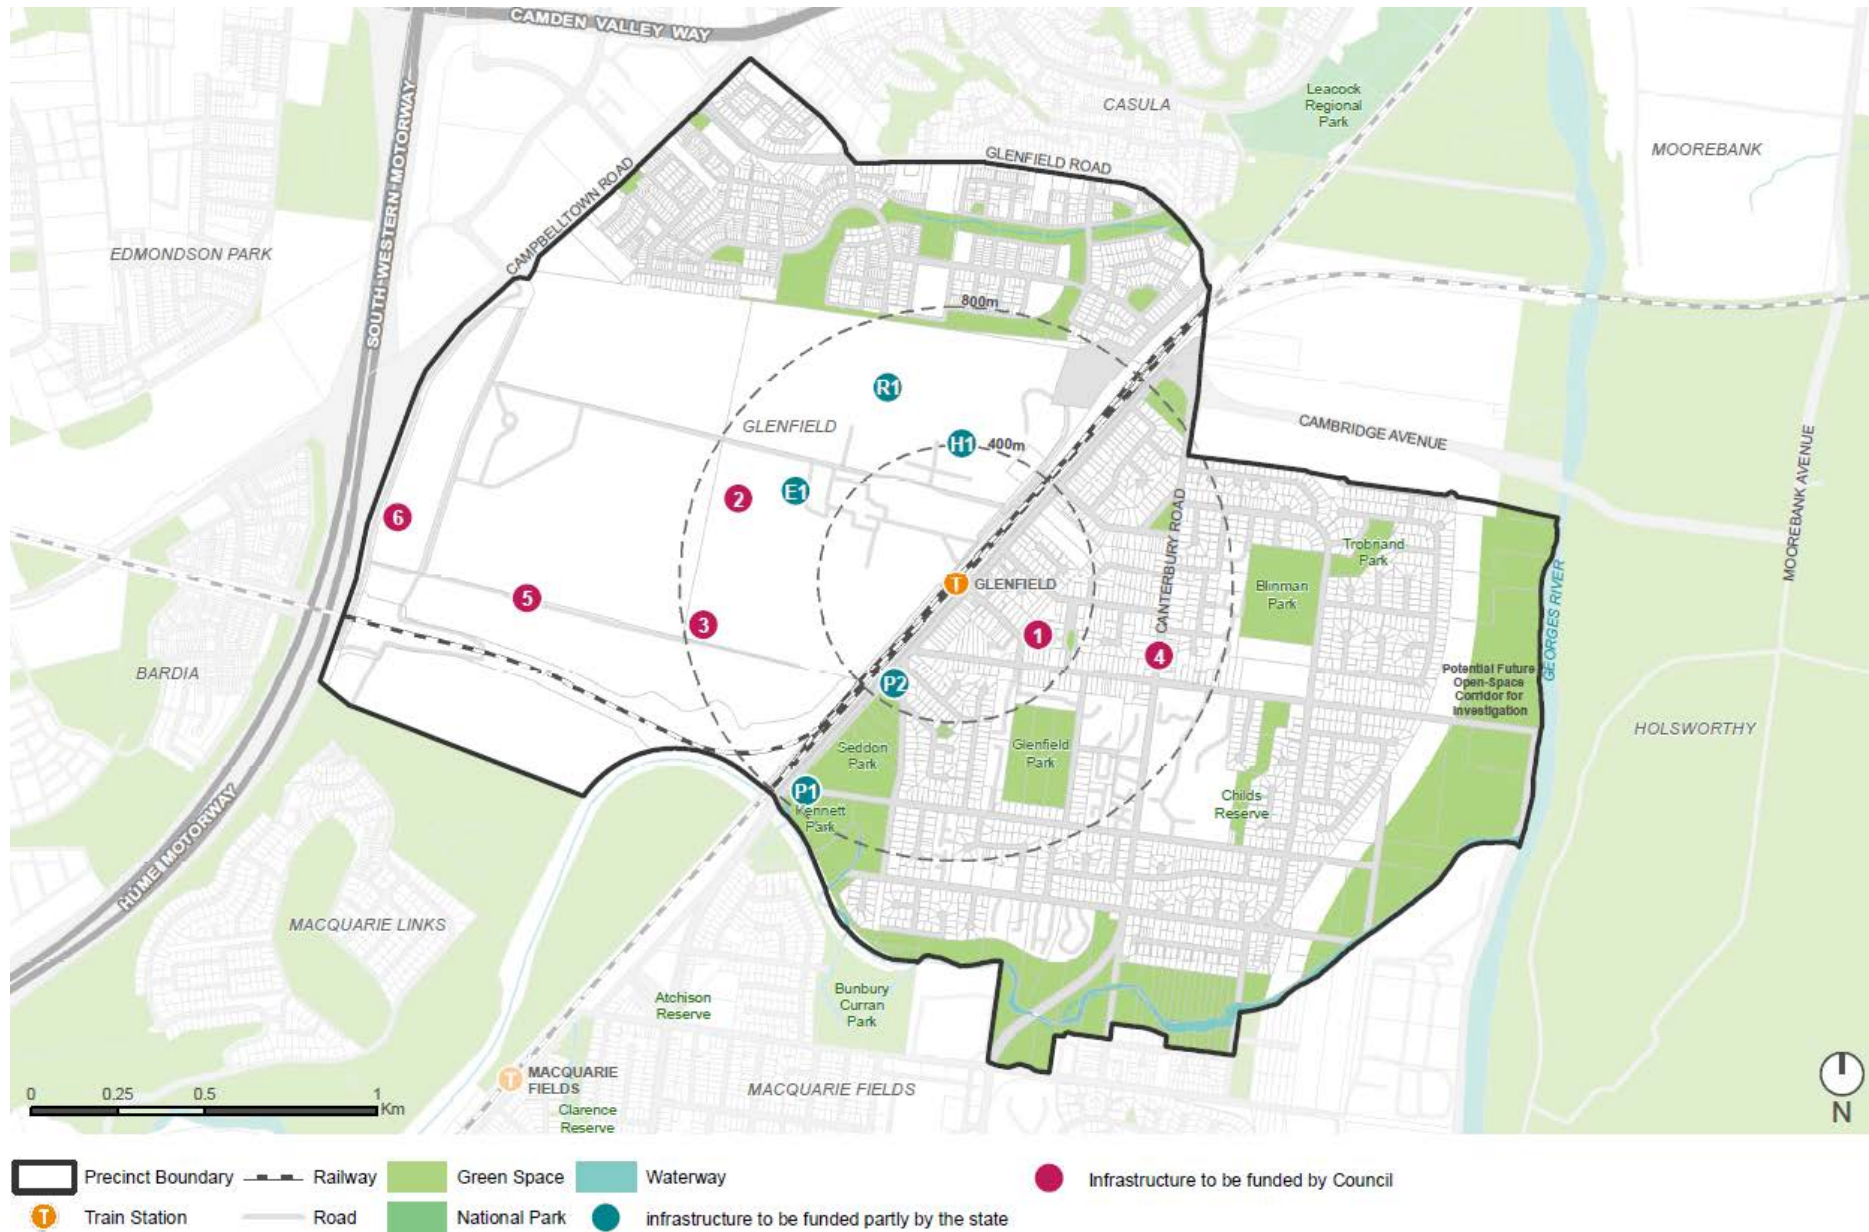 CAMDEN VALLEY WAY
SOUTH-WESTERN-MOTORWAY
CASULA
Leacock
Regional
Park
MOOREBANK
GLENFIELD ROAD
CAMPBELLTOWN ROAD
EDMONDSON PARK
800m
R1
GLENFIELD
H1
400m
CAMBRIDGE AVENUE
MOOREBANK AVENUE
E1
2
6
CANTERBURY ROAD
Trobriand
Park
Blinman
Park
T
GLENFIELD
5
3
1
4
GEORGES RIVER
BARDIA
P2
Potential Future
Open-Space
Corridor for
Investigation
HOLSWORTHY
Seddon
Park
Glenfield
Park
P1
Kennett
Park
Childs
Reserve
HUME MOTORWAY
MACQUARIE LINKS
Atchison
Reserve
Bunbury
Curran
Park
T
MACQUARIE
FIELDS
MACQUARIE FIELDS
Clarence
Reserve
0 0.25 0.5 1
Km
N
Precinct Boundary Railway Green Space Waterway Infrastructure to be funded by Council
T Train Station Road National Park infrastructure to be funded partly by the state